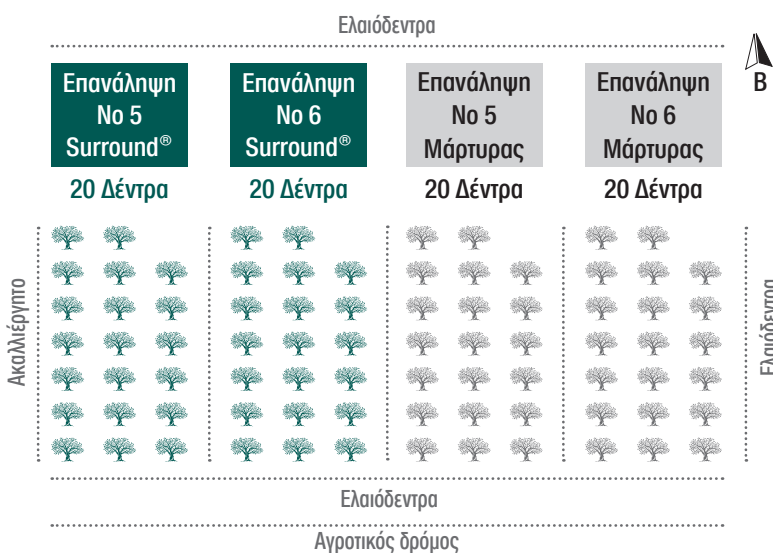 Ελαιόδεντρα
Επανάληψη
Νο 5
Surround®
Επανάληψη
Νο 6
Surround®
Επανάληψη
Νο 5
Μάρτυρας
Επανάληψη
Νο 6
Μάρτυρας
Β
20 Δέντρα
20 Δέντρα
20 Δέντρα
20 Δέντρα
Ακαλλιέργητο
Ελαιόδεντρα
Ελαιόδεντρα
Αγροτικός δρόμος